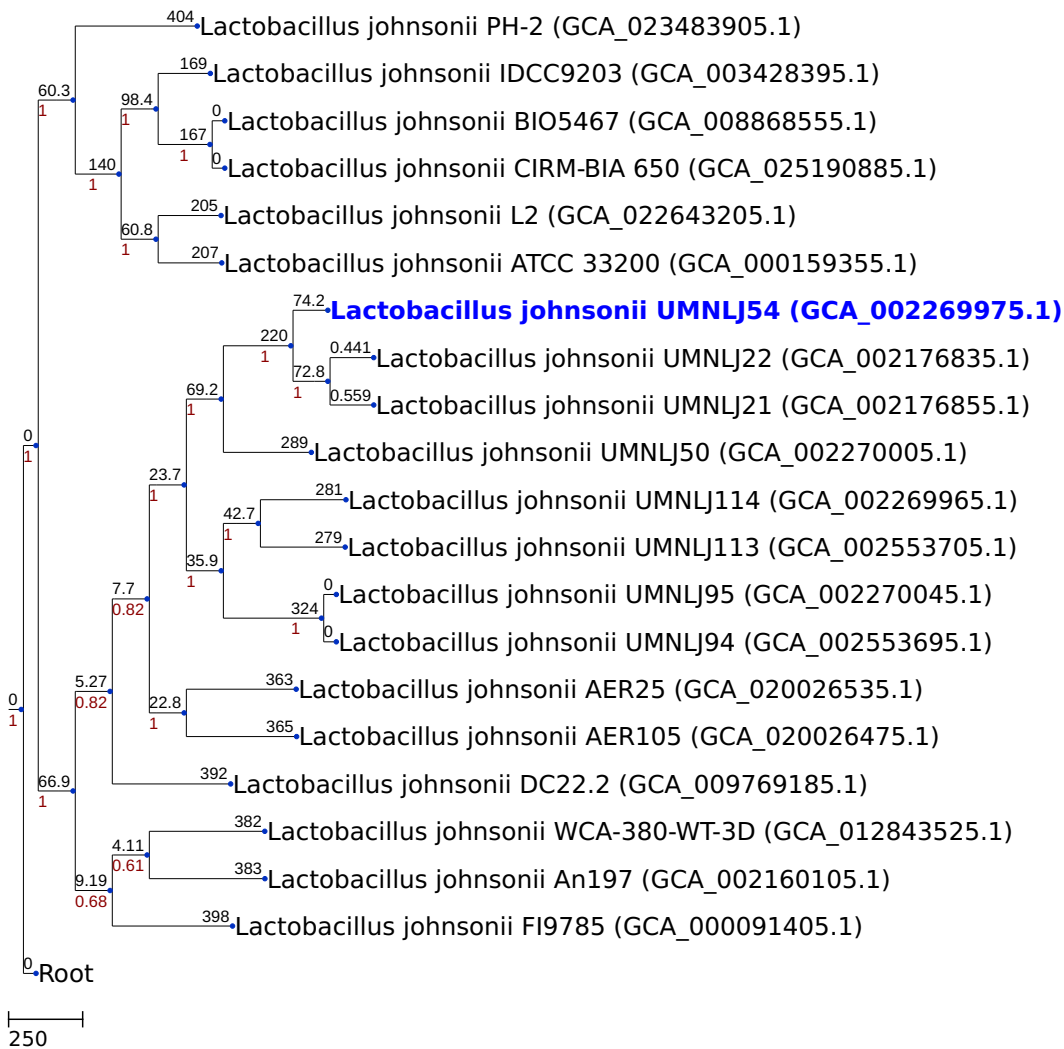 404 Lactobacillus johnsonii PH-2 (GCA_023483905.1)
60.3
1
169 Lactobacillus johnsonii IDCC9203 (GCA_003428395.1)
98.4
1
0 Lactobacillus johnsonii BIO5467 (GCA_008868555.1)
167
1
0 Lactobacillus johnsonii CIRM-BIA 650 (GCA_025190885.1)
140
1
205 Lactobacillus johnsonii L2 (GCA_022643205.1)
60.8
1
207 Lactobacillus johnsonii ATCC 33200 (GCA_000159355.1)
74.2 Lactobacillus johnsonii UMNLJ54 (GCA_002269975.1)
220
1
0.441 Lactobacillus johnsonii UMNLJ22 (GCA_002176835.1)
72.8
1
0.559 Lactobacillus johnsonii UMNLJ21 (GCA_002176855.1)
69.2
1
0
1
289 Lactobacillus johnsonii UMNLJ50 (GCA_002270005.1)
23.7
1
281 Lactobacillus johnsonii UMNLJ114 (GCA_002269965.1)
42.7
1
279 Lactobacillus johnsonii UMNLJ113 (GCA_002553705.1)
35.9
1
0 Lactobacillus johnsonii UMNLJ95 (GCA_002270045.1)
7.7
0.82
324
1
0 Lactobacillus johnsonii UMNLJ94 (GCA_002553695.1)
363 Lactobacillus johnsonii AER25 (GCA_020026535.1)
5.27
0.82
22.8
1
0
1
365 Lactobacillus johnsonii AER105 (GCA_020026475.1)
392 Lactobacillus johnsonii DC22.2 (GCA_009769185.1)
66.9
1
382 Lactobacillus johnsonii WCA-380-WT-3D (GCA_012843525.1)
4.11
0.61
383 Lactobacillus johnsonii An197 (GCA_002160105.1)
9.19
0.68
398 Lactobacillus johnsonii FI9785 (GCA_000091405.1)
0 Root
250